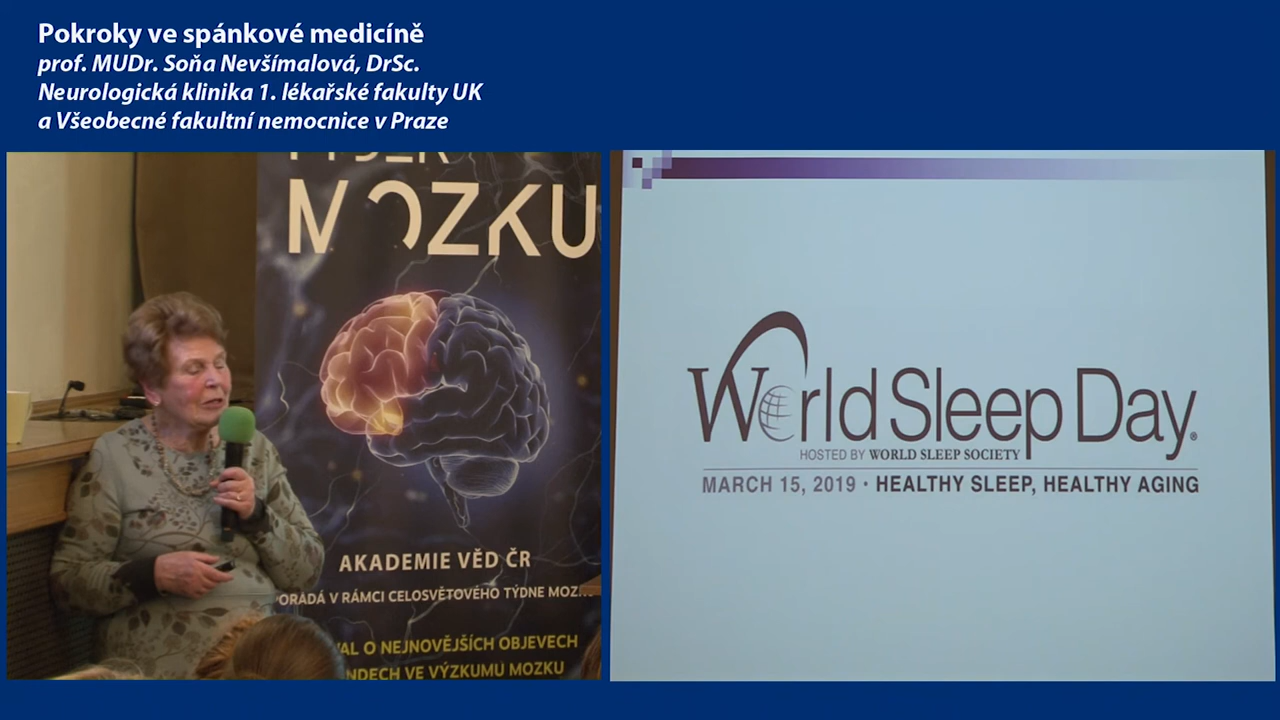 Pokroky ve spánkové medicíně
prof. MUDr. Soňa Nevšímalová, DrSc.
Neurologická klinika 1. lékařské fakulty UK
a Všeobecné fakultní nemocnice v Praze
MOZKU
AKADEMIE VĚD ČR
POŘÁDÁ V RÁMCI CELOSVĚTOVÉHO TÝDNE
O NEJNOVĚJŠÍCH OBJEVECH
VE VÝZKUMU MOZKU
World Sleep Day®
HOSTED BY WORLD SLEEP SOCIETY
MARCH 15, 2019 • HEALTHY SLEEP, HEALTHY AGING